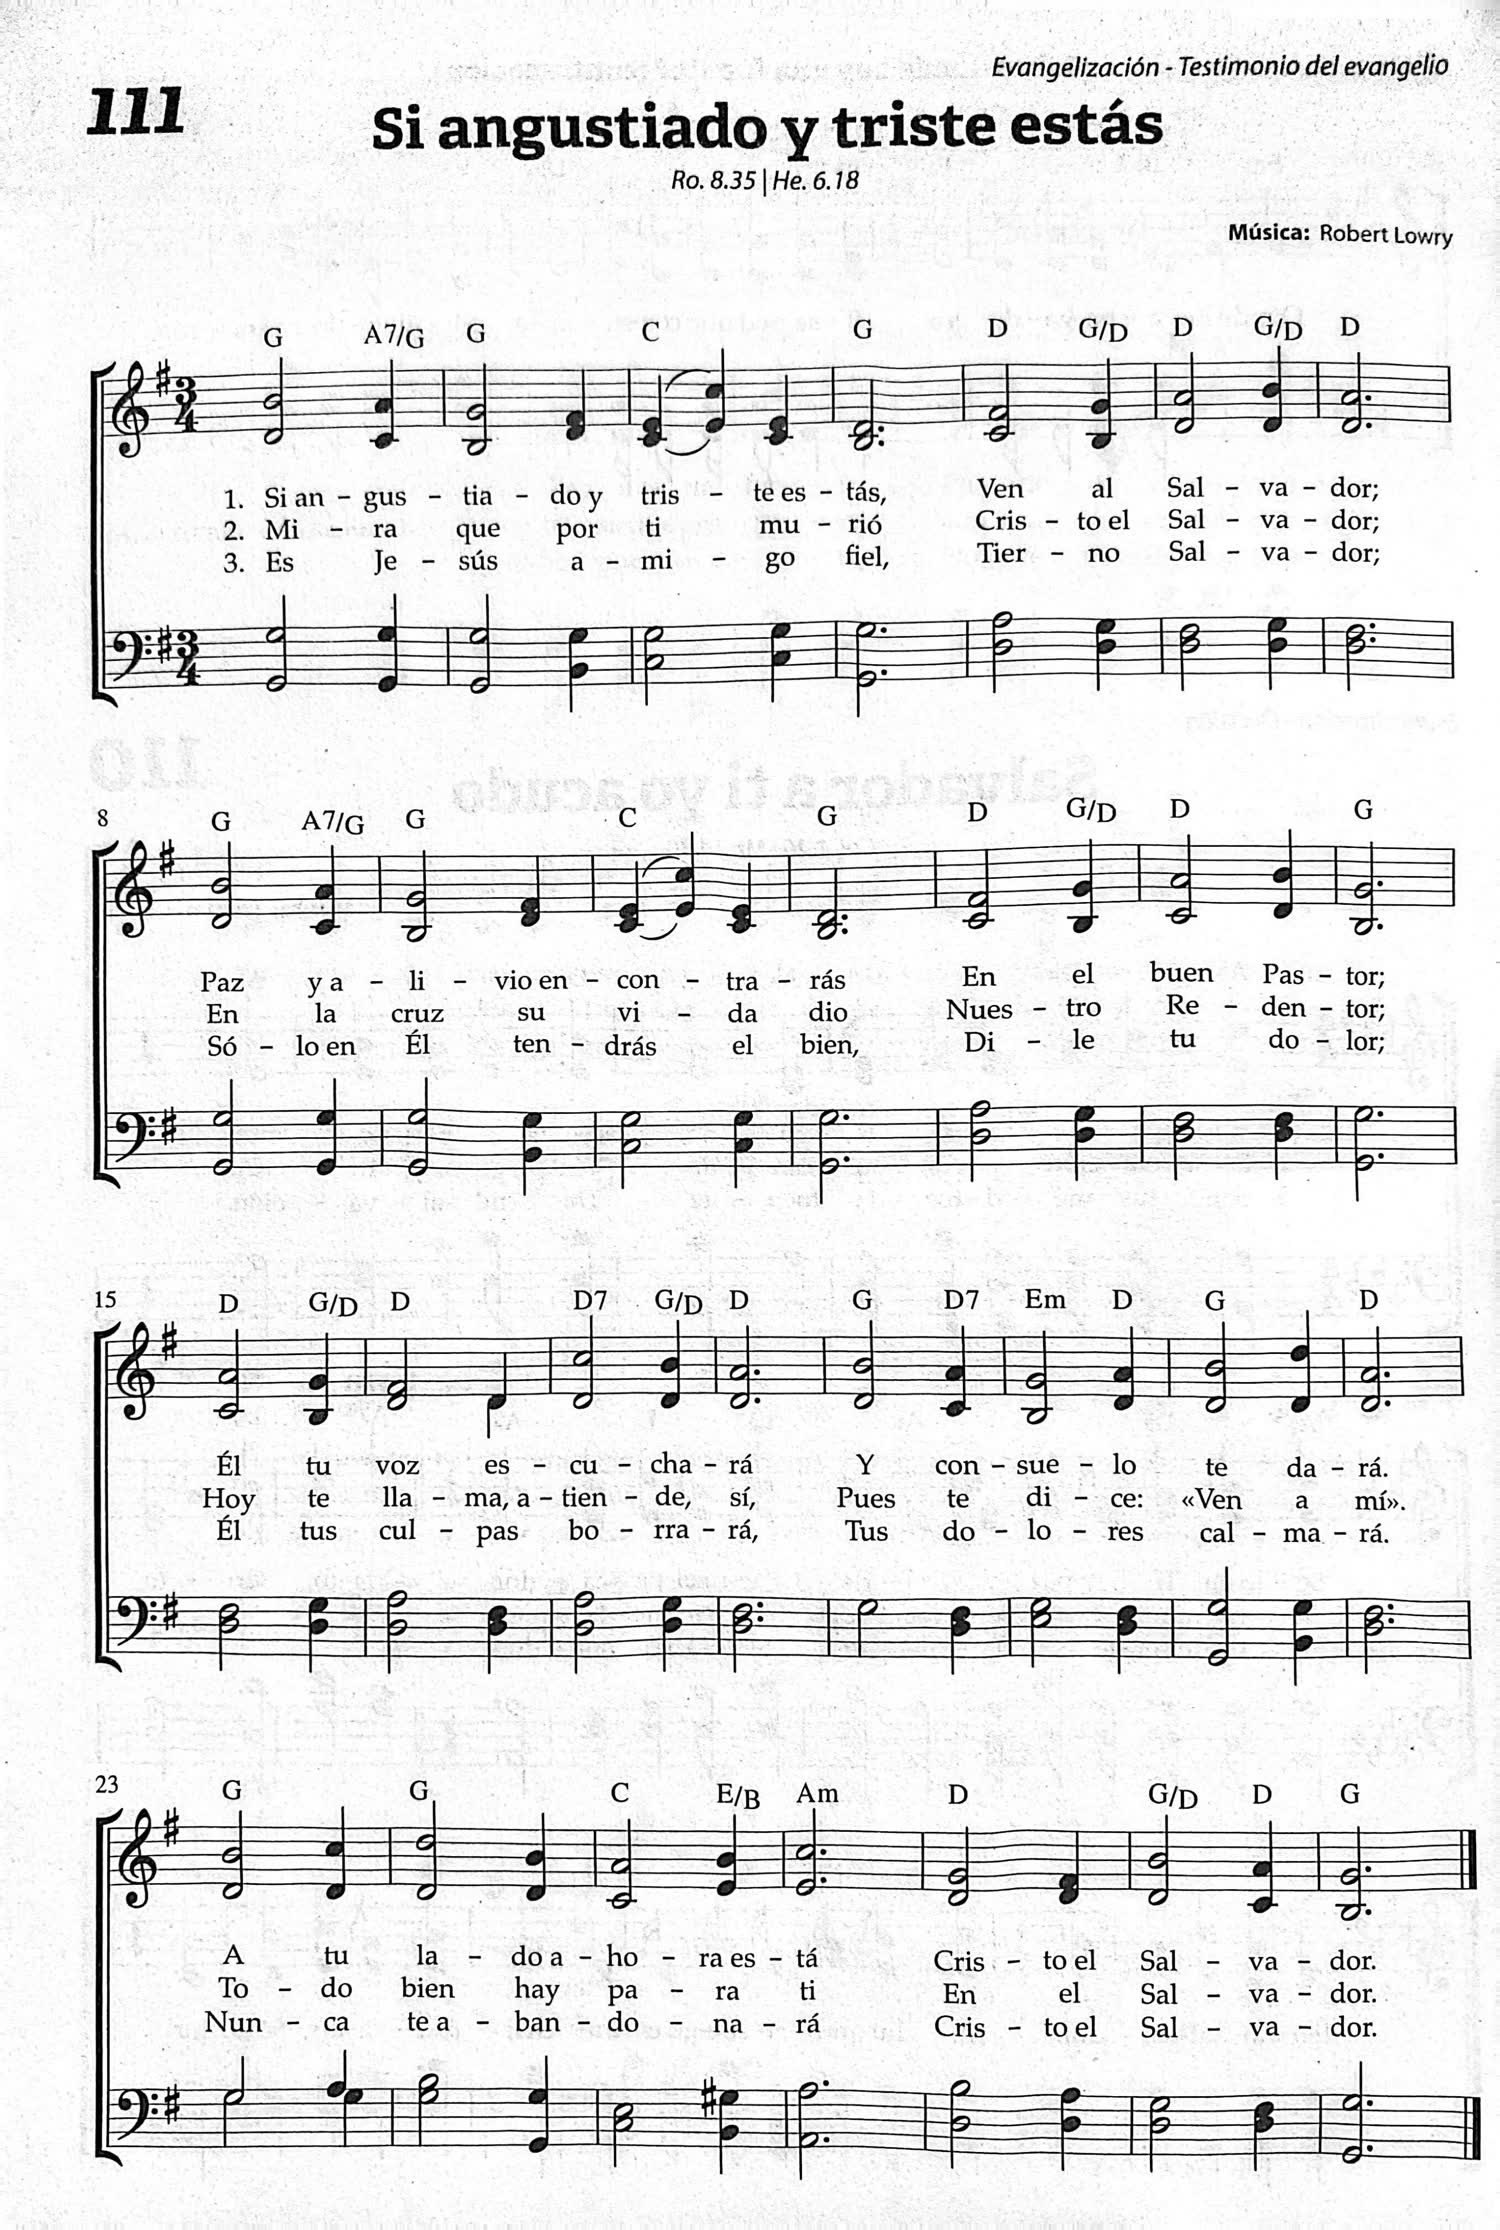 Evangelización - Testimonio del evangelio
111
Si angustiado y triste estás
Ro. 8.35 | He. 6.18
Música: Robert Lowry
G A7/G G C G D G/D D G/D D
3 4
1. Si an – gus – tia – do y tris – te es – tás, Ven al Sal – va – dor;
2. Mi – ra que por ti mu – rió Cris – to el Sal – va – dor;
3. Es Je – sús a – mi – go fiel, Tier – no Sal – va – dor;
3 4
8 G A7/G G C G D G/D D G
Paz y a – li – vio en – con – tra – rás En el buen Pas – tor;
En la cruz su vi – da dio Nues – tro Re – den – tor;
Só – lo en Él ten – drás el bien, Di – le tu do – lor;
15 D G/D D D7 G/D D G D7 Em D G D
Él tu voz es – cu – cha – rá Y con – sue – lo te da – rá.
Hoy te lla – ma, a – tien – de, sí, Pues te di – ce: «Ven a mí».
Él tus cul – pas bo – rra – rá, Tus do – lo – res cal – ma – rá.
23 G G C E/B Am D G/D D G
A tu la – do a – ho – ra es – tá Cris – to el Sal – va – dor.
To – do bien hay pa – ra ti En el Sal – va – dor.
Nun – ca te a – ban – do – na – rá Cris – to el Sal – va – dor.